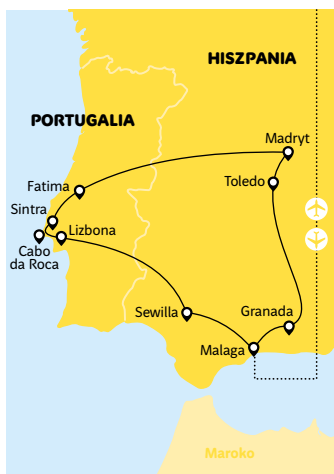 HISZPANIA
PORTUGALIA
Madryt
Fatima
Toledo
Sintra
Lizbona
Cabo
da Roca
Sewilla
Granada
Malaga
Maroko